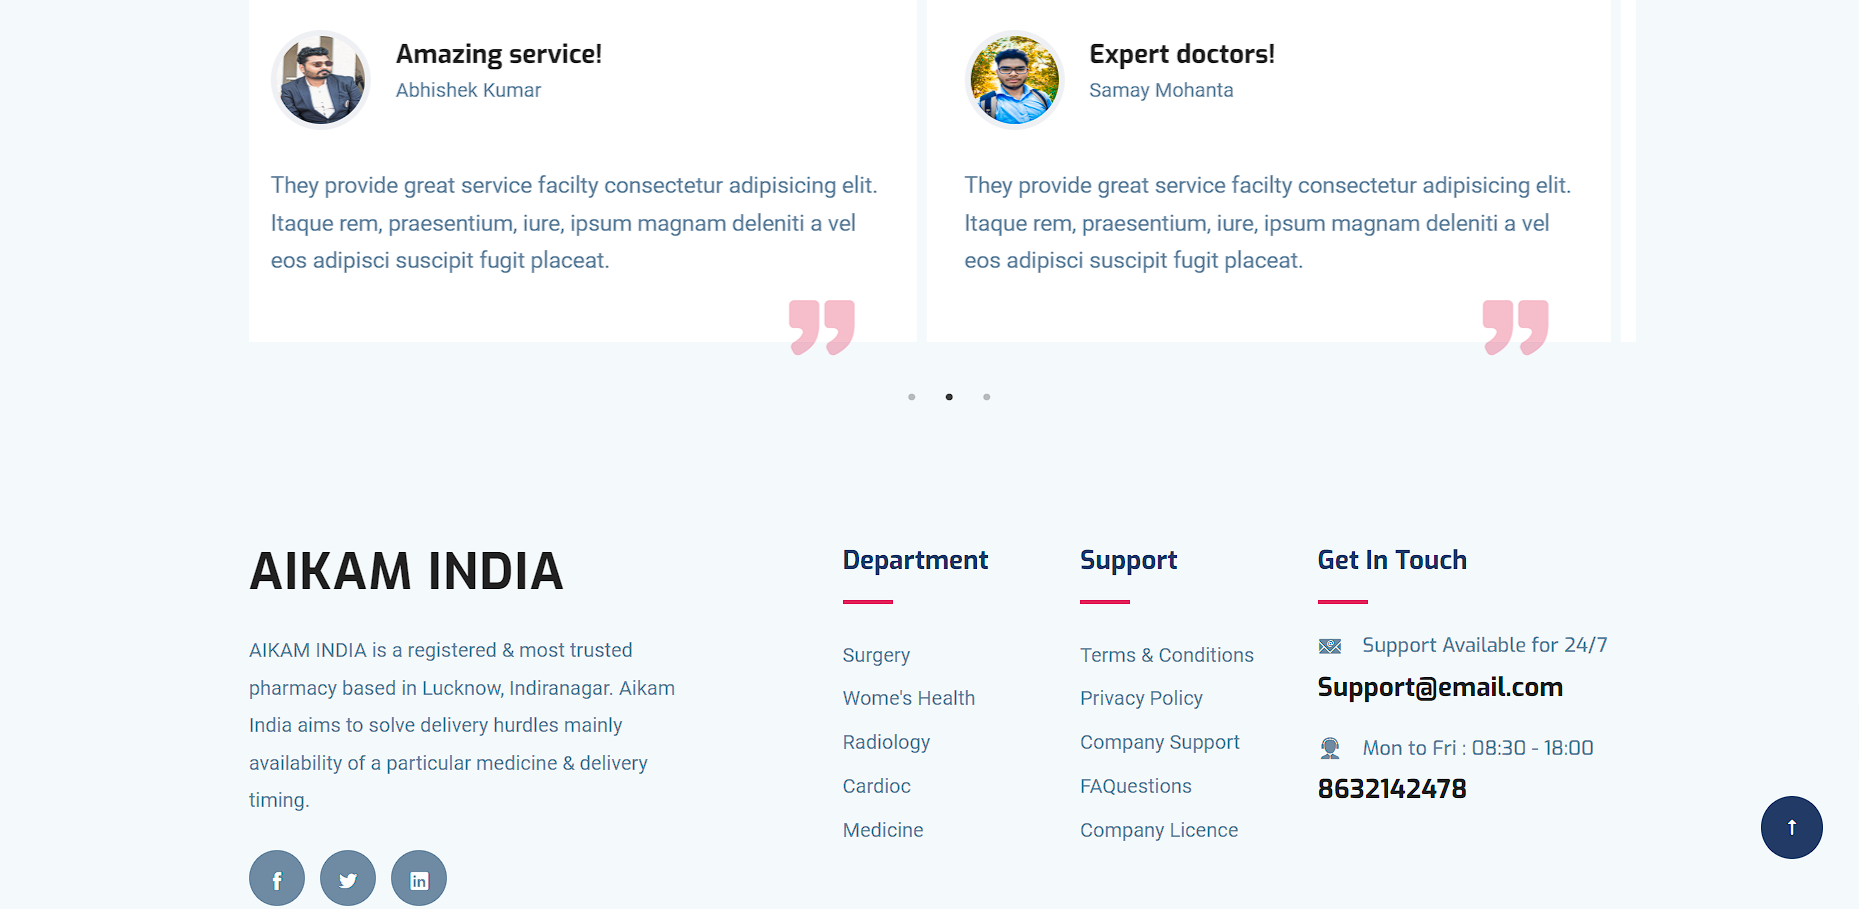 Amazing service!
Abhishek Kumar
They provide great service facilty consectetur adipisicing elit.
Itaque rem, praesentium, iure, ipsum magnam deleniti a vel
eos adipisci suscipit fugit placeat.
Expert doctors!
Samay Mohanta
They provide great service facilty consectetur adipisicing elit.
Itaque rem, praesentium, iure, ipsum magnam deleniti a vel
eos adipisci suscipit fugit placeat.
AIKAM INDIA
AIKAM INDIA is a registered & most trusted
pharmacy based in Lucknow, Indiranagar. Aikam
India aims to solve delivery hurdles mainly
availability of a particular medicine & delivery
timing.
Department
Surgery
Wome's Health
Radiology
Cardioc
Medicine
Support
Terms & Conditions
Privacy Policy
Company Support
FAQuestions
Company Licence
Get In Touch
Support Available for 24/7
Support@email.com
Mon to Fri : 08:30 - 18:00
8632142478